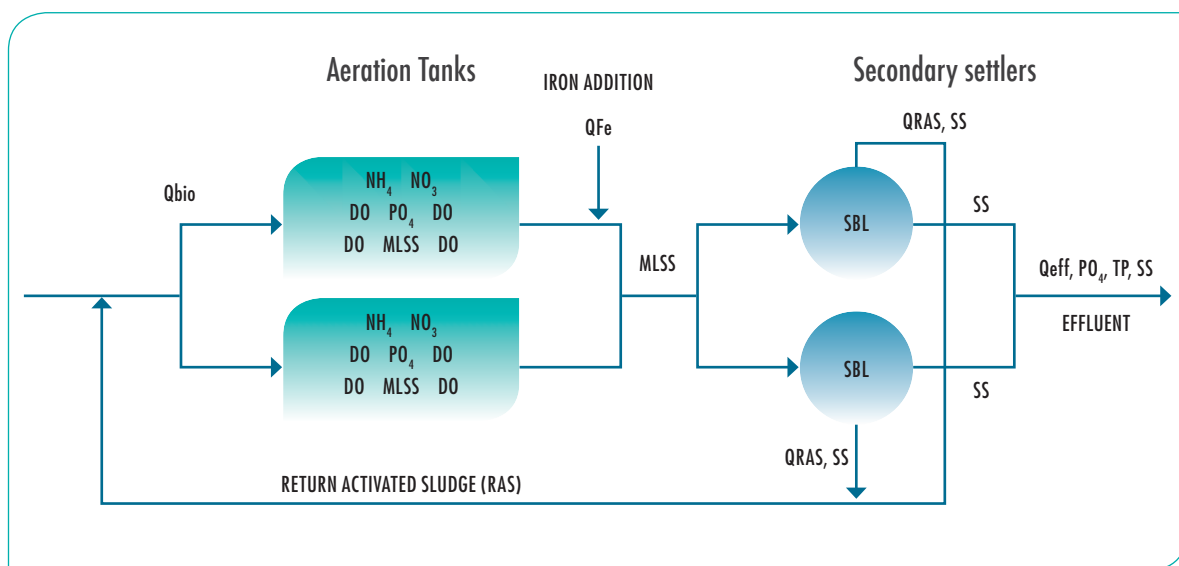 Aeration Tanks
Secondary settlers
IRON ADDITION
QFe
QRAS, SS
Qbio
NH₄ NO₃
DO PO₄ DO
DO MLSS DO
SBL
SS
MLSS
Qeff, PO₄, TP, SS
EFFLUENT
NH₄ NO₃
DO PO₄ DO
DO MLSS DO
SBL
SS
QRAS, SS
RETURN ACTIVATED SLUDGE (RAS)